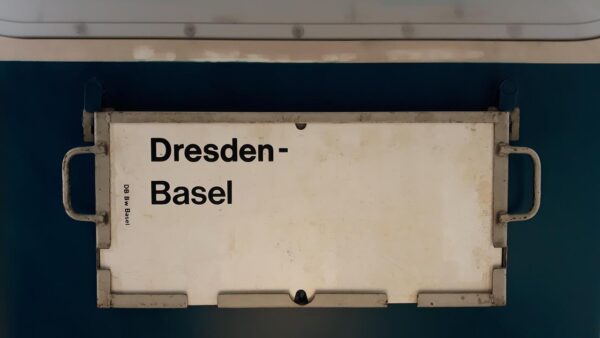 Dresden-
Basel
DB Bw Basel